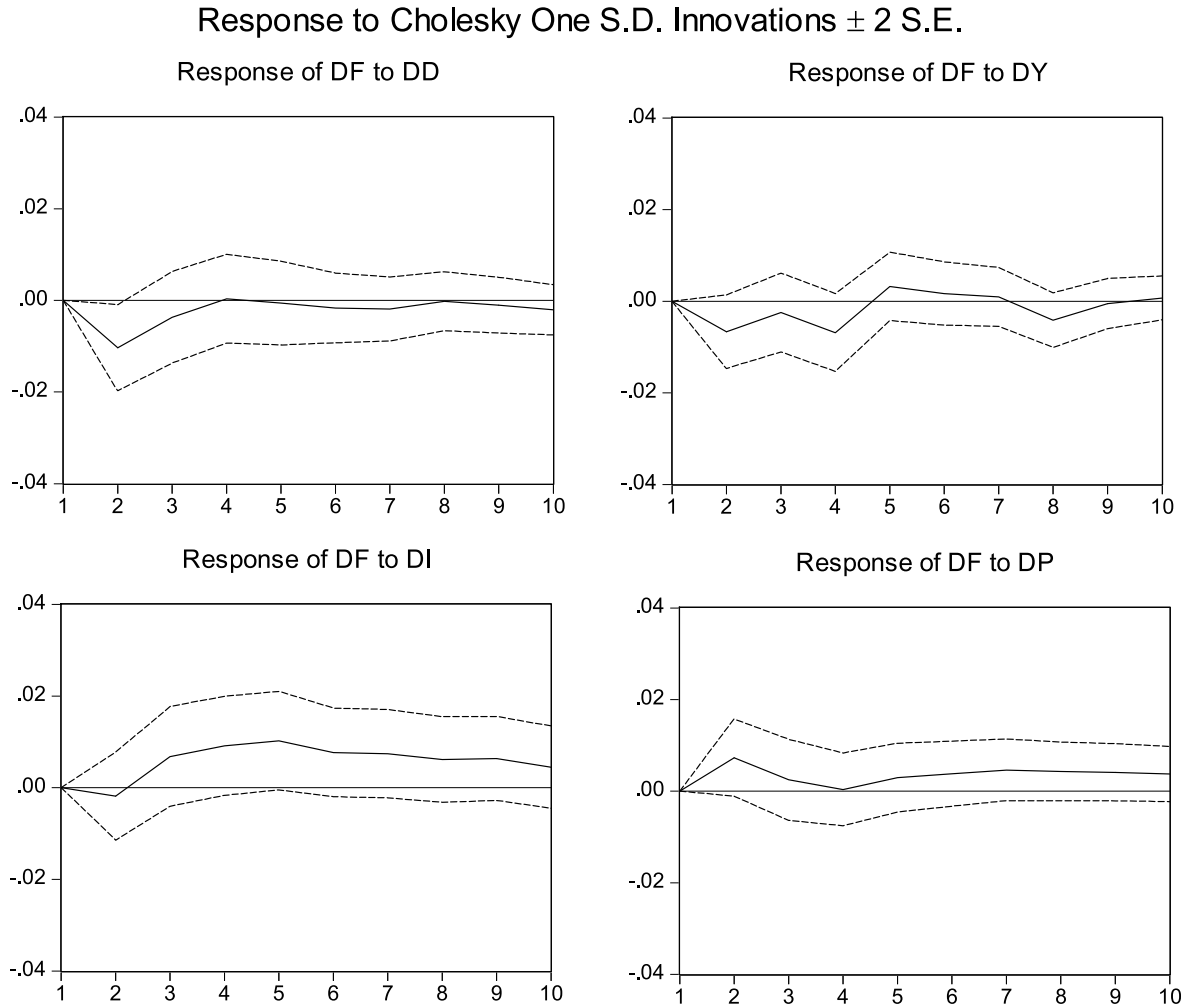 Response to Cholesky One S.D. Innovations ± 2 S.E.
Response of DF to DD
.04
.02
.00
-.02
-.04
1 2 3 4 5 6 7 8 9 10
Response of DF to DY
.04
.02
.00
-.02
-.04
1 2 3 4 5 6 7 8 9 10
Response of DF to DI
.04
.02
.00
-.02
-.04
1 2 3 4 5 6 7 8 9 10
Response of DF to DP
.04
.02
.00
-.02
-.04
1 2 3 4 5 6 7 8 9 10